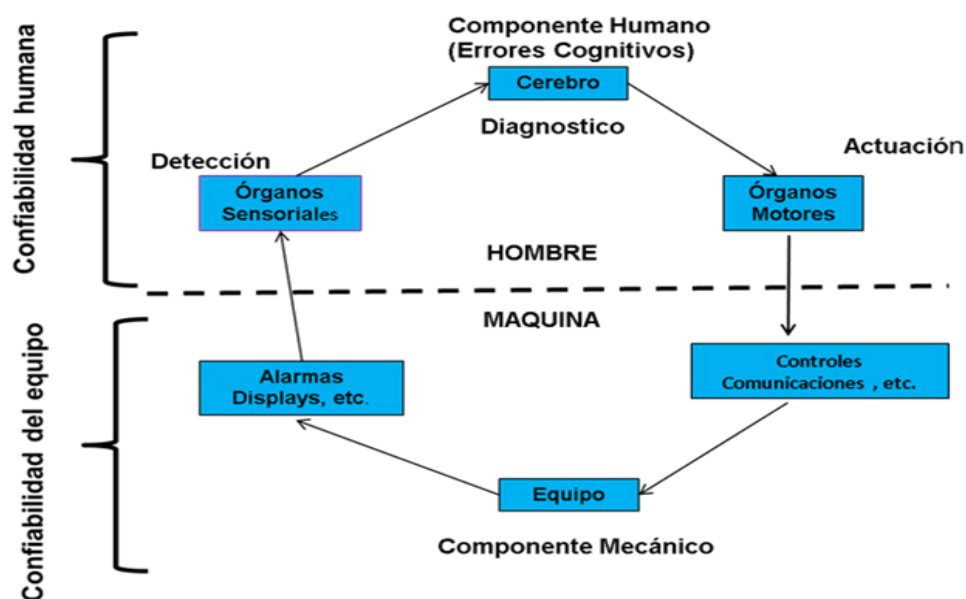 Componente Humano
(Errores Cognitivos)
Cerebro
Diagnostico
Detección
Actuación
Órganos
Sensoriales
Órganos
Motores
HOMBRE
Confiabilidad humana
MAQUINA
Alarmas
Displays, etc.
Controles
Comunicaciones , etc.
Equipo
Componente Mecánico
Confiabilidad del equipo